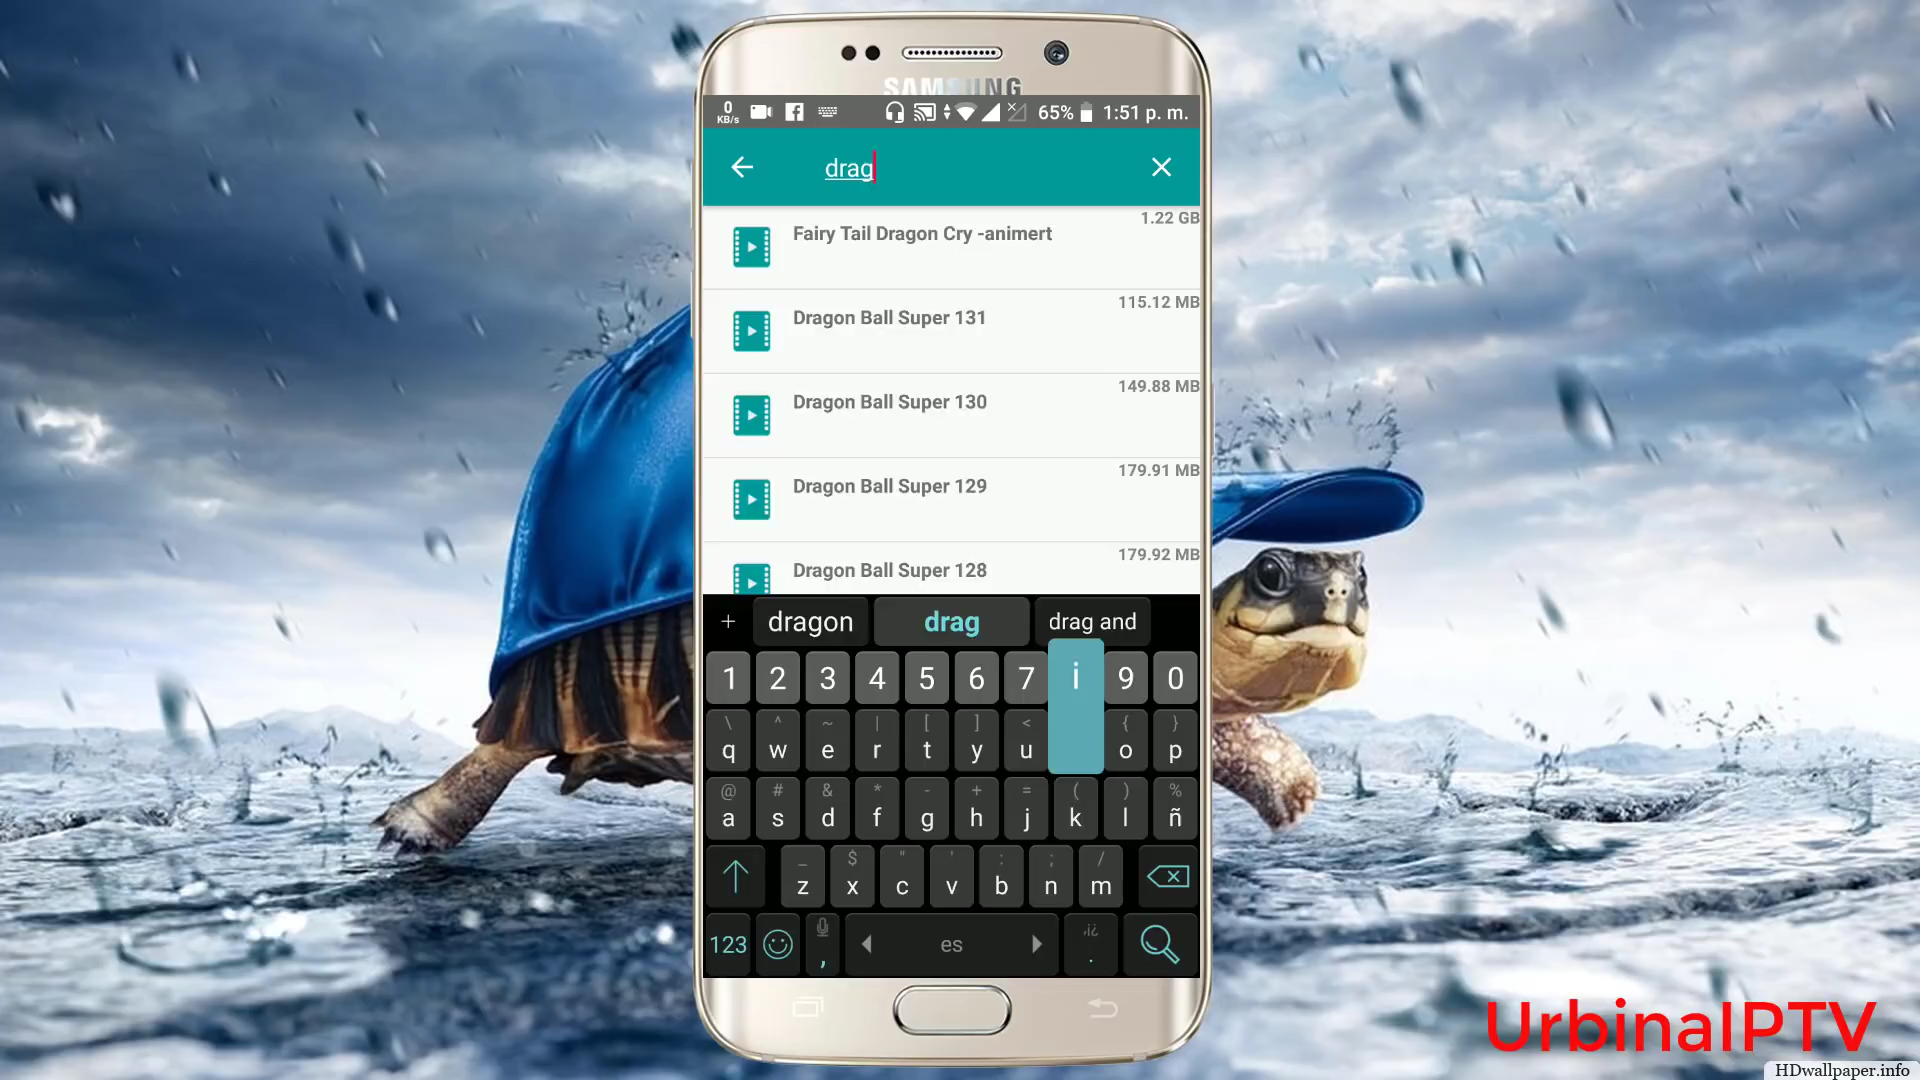 SAMSUNG
0
KB/s
65% 1:51 p. m.
drag
1.22 GB
Fairy Tail Dragon Cry -animert
115.12 MB
Dragon Ball Super 131
149.88 MB
Dragon Ball Super 130
179.91 MB
Dragon Ball Super 129
179.92 MB
Dragon Ball Super 128
+ dragon drag drag and
1 2 3 4 5 6 7 i 9 0
\ ^ ~ | [ ] < { }
q w e r t y u o p
@ # & * - + = ( ) %
a s d f g h j k l ñ
_ $ " ' : ; /
z x c v b n m
123 , es ,¡¿ .
UrbinaIPTV
HDwallpaper.info